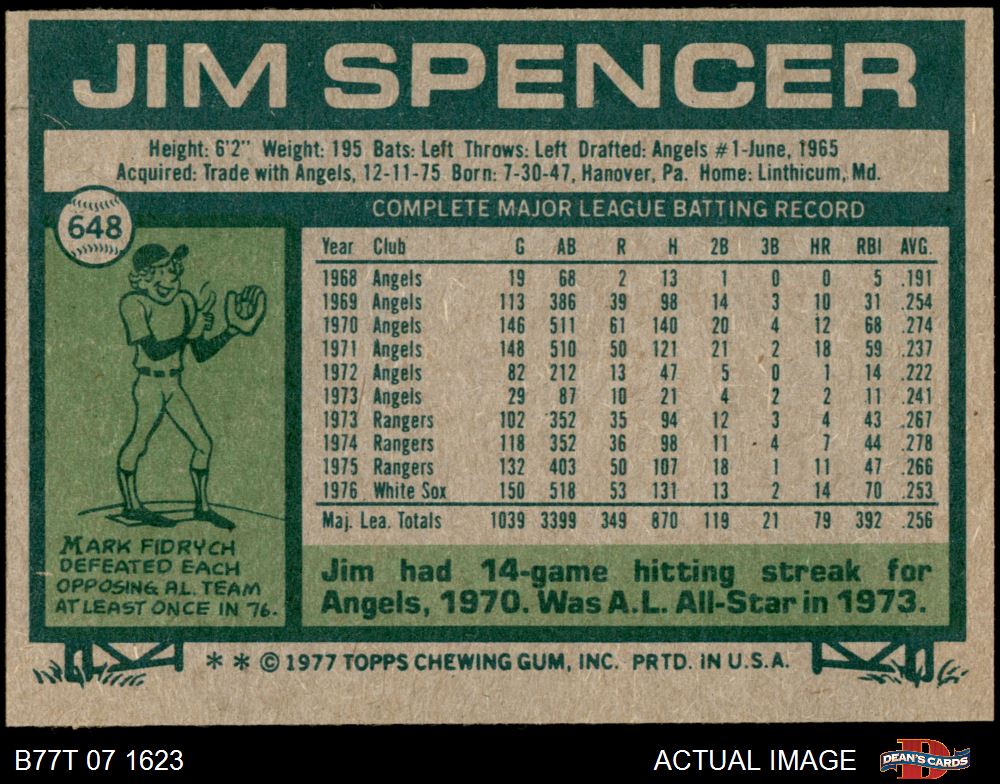 JIM SPENCER
Height: 6'2" Weight: 195 Bats: Left Throws: Left Drafted: Angels #1-June, 1965
Acquired: Trade with Angels, 12-11-75 Born: 7-30-47, Hanover, Pa. Home: Linthicum, Md.
648
COMPLETE MAJOR LEAGUE BATTING RECORD
Year Club G AB R H 2B 3B HR RBI AVG.
1968 Angels 19 68 2 13 1 0 0 5 .191
1969 Angels 113 386 39 98 14 3 10 31 .254
1970 Angels 146 511 61 140 20 4 12 68 .274
1971 Angels 148 510 50 121 21 2 18 59 .237
1972 Angels 82 212 13 47 5 0 1 14 .222
1973 Angels 29 87 10 21 4 2 2 11 .241
1973 Rangers 102 352 35 94 12 3 4 43 .267
1974 Rangers 118 352 36 98 11 4 7 44 .278
1975 Rangers 132 403 50 107 18 1 11 47 .266
1976 White Sox 150 518 53 131 13 2 14 70 .253
Maj. Lea. Totals 1039 3399 349 870 119 21 79 392 .256
MARK FIDRYCH
DEFEATED EACH
OPPOSING A.L. TEAM
AT LEAST ONCE IN '76.
Jim had 14-game hitting streak for
Angels, 1970. Was A.L. All-Star in 1973.
* * © 1977 TOPPS CHEWING GUM, INC. PRTD. IN U.S.A.
B77T 07 1623
ACTUAL IMAGE
D
DEAN'S CARDS